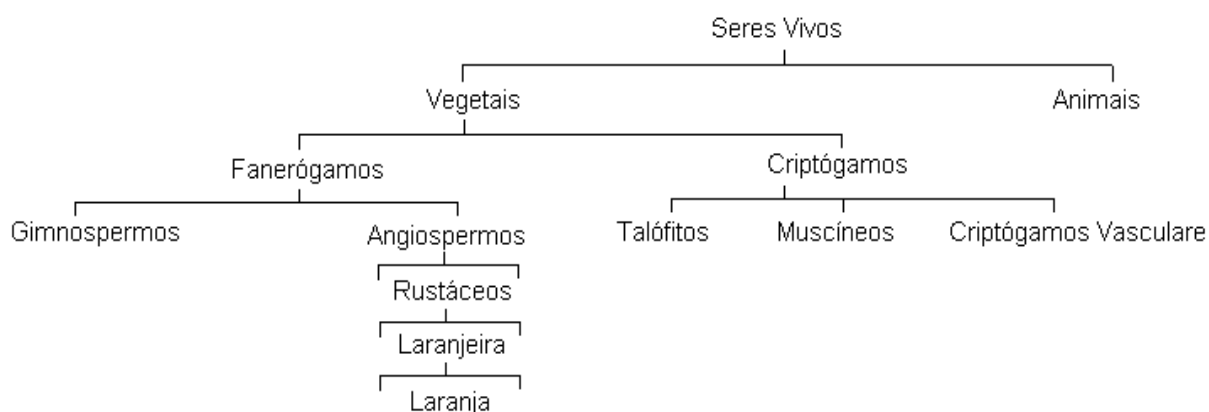 Seres Vivos
Vegetais Animais
Fanerógamos Criptógamos
Gimnospermos Angiospermos Talófitos Muscíneos Criptógamos Vasculare
Rustáceos
Laranjeira
Laranja